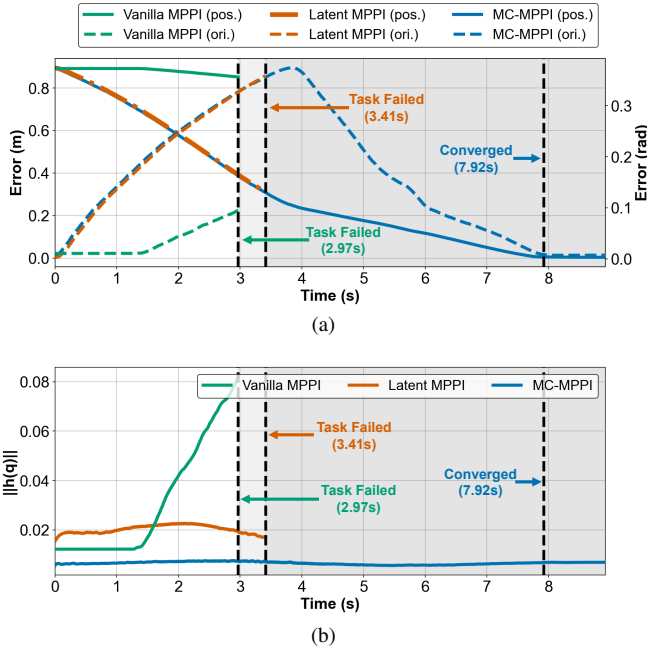 Vanilla MPPI (pos.) Latent MPPI (pos.) MC-MPPI (pos.)
Vanilla MPPI (ori.) Latent MPPI (ori.) MC-MPPI (ori.)
0.8
0.6
0.4
0.2
0.0
Error (m)
0.3
0.2
0.1
0.0
Error (rad)
Task Failed
(3.41s)
Converged
(7.92s)
Task Failed
(2.97s)
0 1 2 3 4 5 6 7 8
Time (s)
(a)
0.08
0.06
0.04
0.02
||h(q)||
Vanilla MPPI Latent MPPI MC-MPPI
Task Failed
(3.41s)
Converged
(7.92s)
Task Failed
(2.97s)
0 1 2 3 4 5 6 7 8
Time (s)
(b)